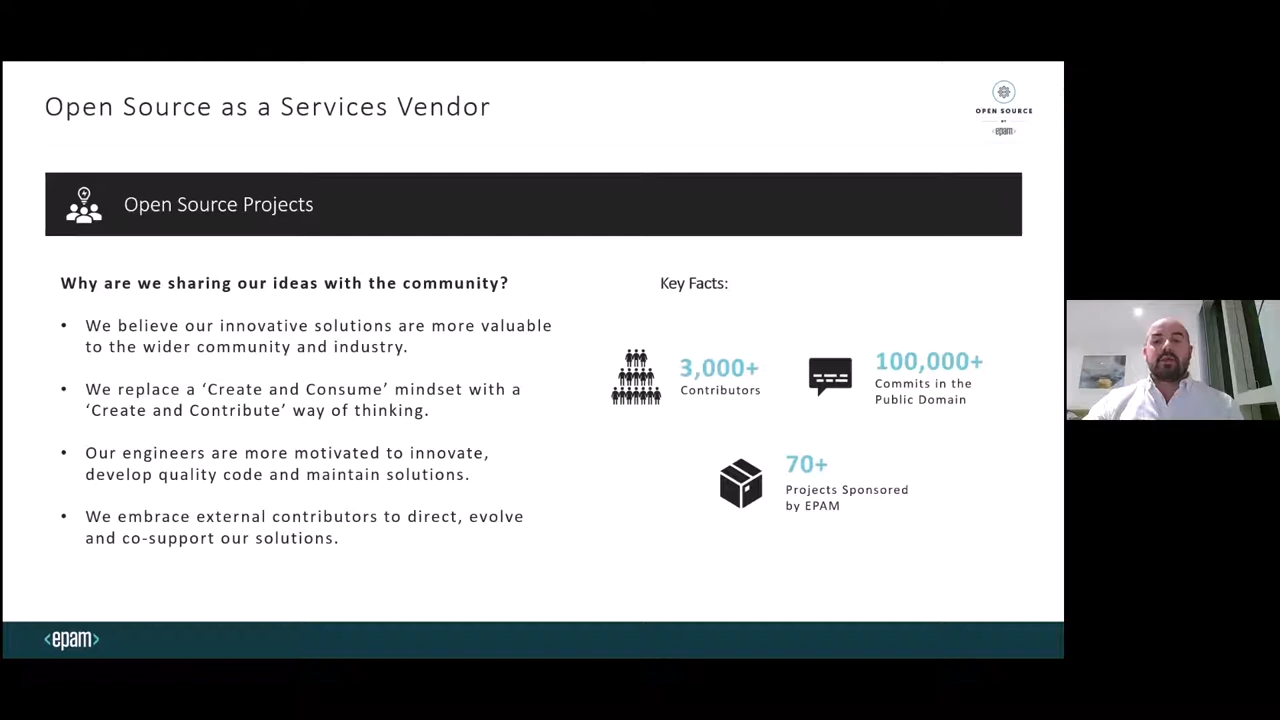 Open Source as a Services Vendor
OPEN SOURCE
BY
<epam>
Open Source Projects
Why are we sharing our ideas with the community?
• We believe our innovative solutions are more valuable
to the wider community and industry.
• We replace a ‘Create and Consume’ mindset with a
‘Create and Contribute’ way of thinking.
• Our engineers are more motivated to innovate,
develop quality code and maintain solutions.
• We embrace external contributors to direct, evolve
and co-support our solutions.
Key Facts:
3,000+
Contributors
100,000+
Commits in the
Public Domain
70+
Projects Sponsored
by EPAM
<epam>